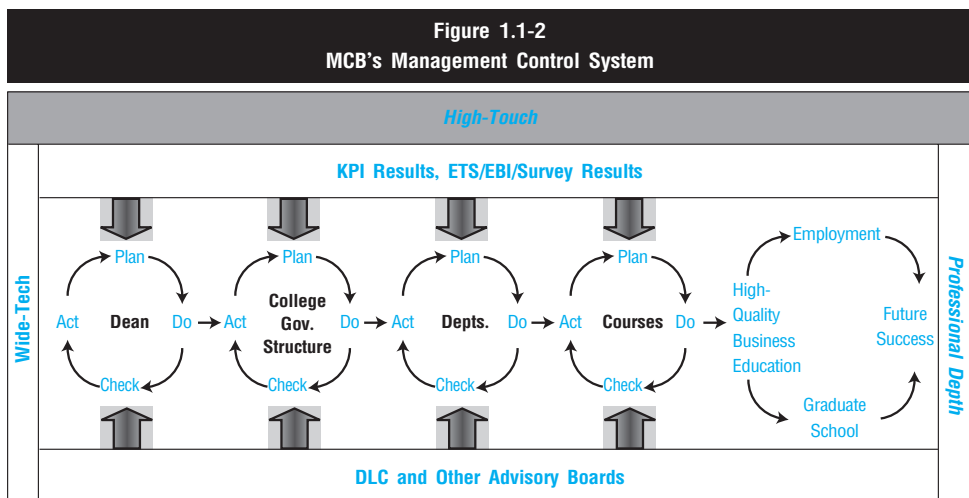 Figure 1.1-2
MCB's Management Control System
High-Touch
KPI Results, ETS/EBI/Survey Results
Wide-Tech
Plan
Act
Dean
Do
Check
Plan
Act
College
Gov.
Structure
Do
Check
Plan
Act
Depts.
Do
Check
Plan
Act
Courses
Do
Check
High-
Quality
Business
Education
Employment
Graduate
School
Future
Success
Professional Depth
DLC and Other Advisory Boards